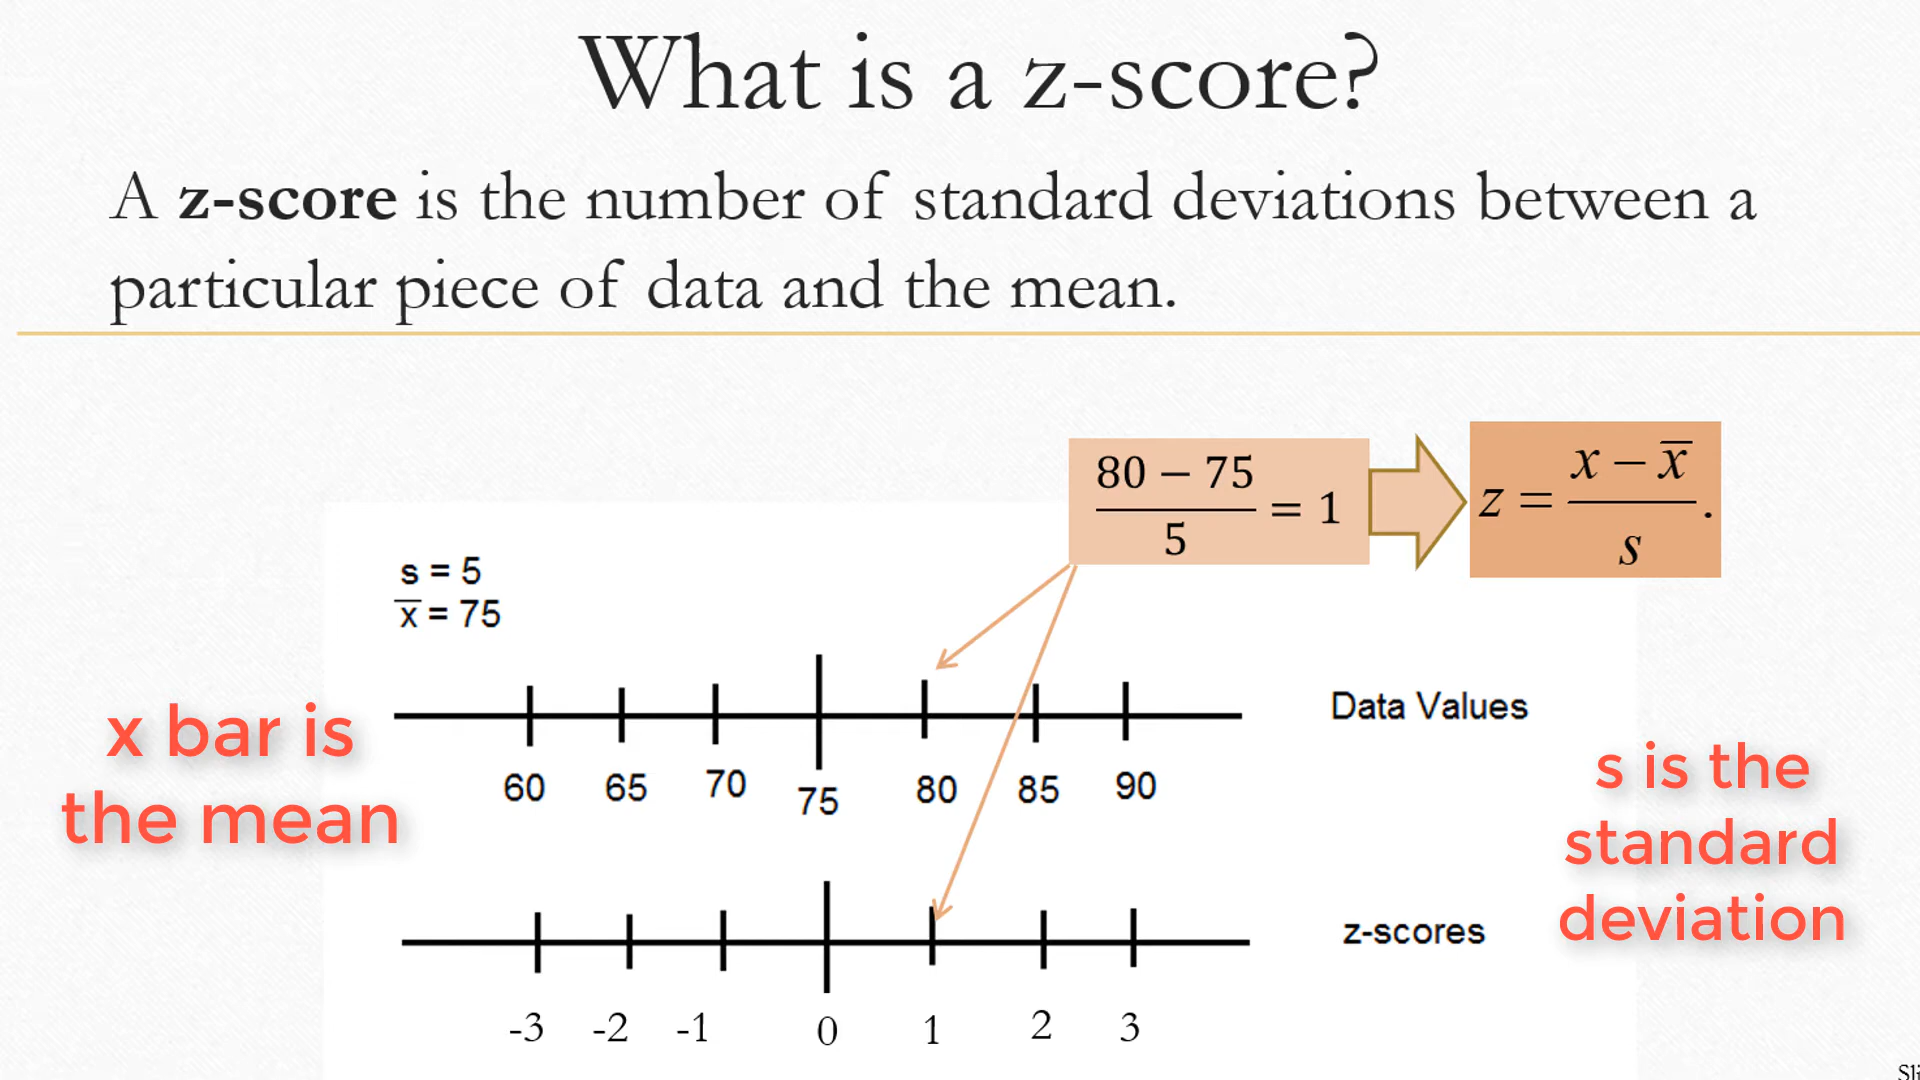 What is a z-score?
A z-score is the number of standard deviations between a
particular piece of data and the mean.
80 − 75
5
= 1
z = x − x̅
s
.
s = 5
x̅ = 75
x bar is
the mean
60 65 70 75 80 85 90
Data Values
s is the
standard
deviation
z-scores
-3 -2 -1 0 1 2 3